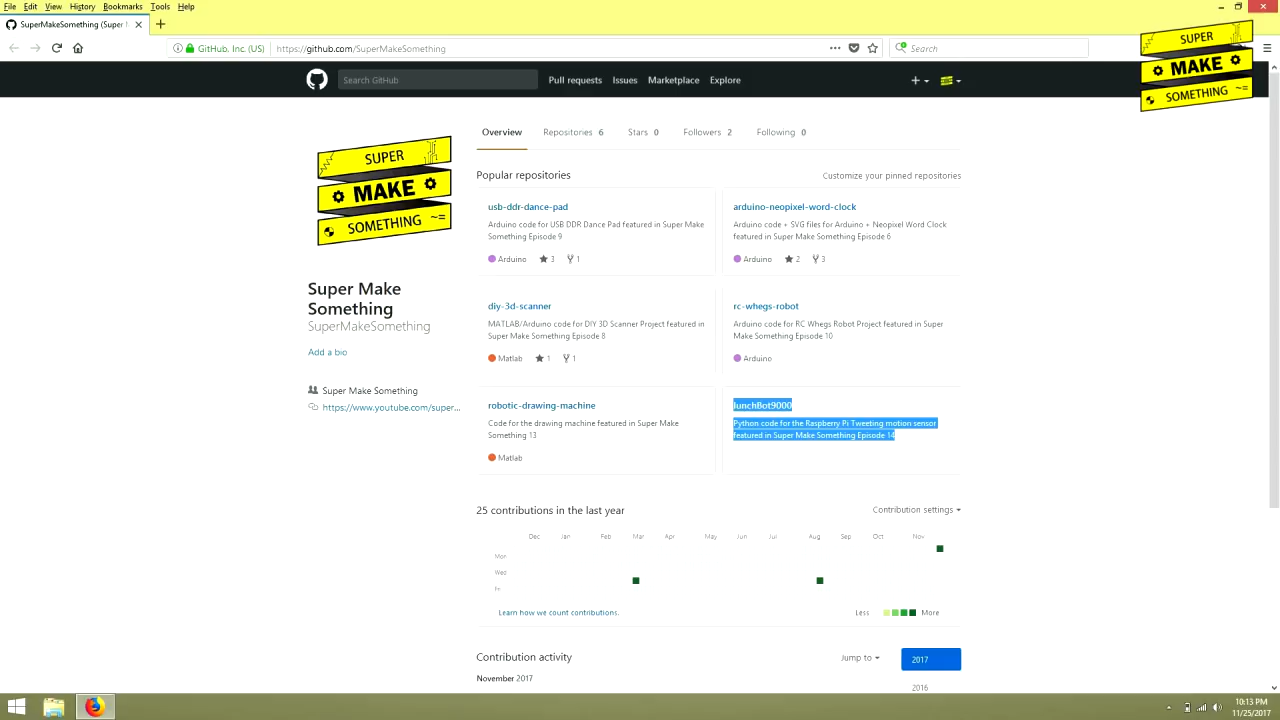 File Edit View History Bookmarks Tools Help
SuperMakeSomething (Super M
GitHub, Inc. (US) https://github.com/SuperMakeSomething Search
SUPER
MAKE
SOMETHING ~=
Search GitHub Pull requests Issues Marketplace Explore
Overview Repositories 6 Stars 0 Followers 2 Following 0
SUPER
MAKE
SOMETHING ~=
Popular repositories Customize your pinned repositories
usb-ddr-dance-pad
Arduino code for USB DDR Dance Pad featured in Super Make
Something Episode 9
Arduino 3 1
arduino-neopixel-word-clock
Arduino code + SVG files for Arduino + Neopixel Word Clock
featured in Super Make Something Episode 6
Arduino 2 3
Super Make
Something
SuperMakeSomething
Add a bio
Super Make Something
https://www.youtube.com/super...
diy-3d-scanner
MATLAB/Arduino code for DIY 3D Scanner Project featured in
Super Make Something Episode 8
Matlab 1 1
rc-whegs-robot
Arduino code for RC Whegs Robot Project featured in Super
Make Something Episode 10
Arduino
robotic-drawing-machine
Code for the drawing machine featured in Super Make
Something 13
Matlab
lunchBot9000
Python code for the Raspberry Pi Tweeting motion sensor
featured in Super Make Something Episode 14
25 contributions in the last year Contribution settings
Dec Jan Feb Mar Apr May Jun Jul Aug Sep Oct Nov
Mon
Wed
Fri
Learn how we count contributions. Less More
Contribution activity Jump to 2017
November 2017
2016
10:13 PM
11/25/2017